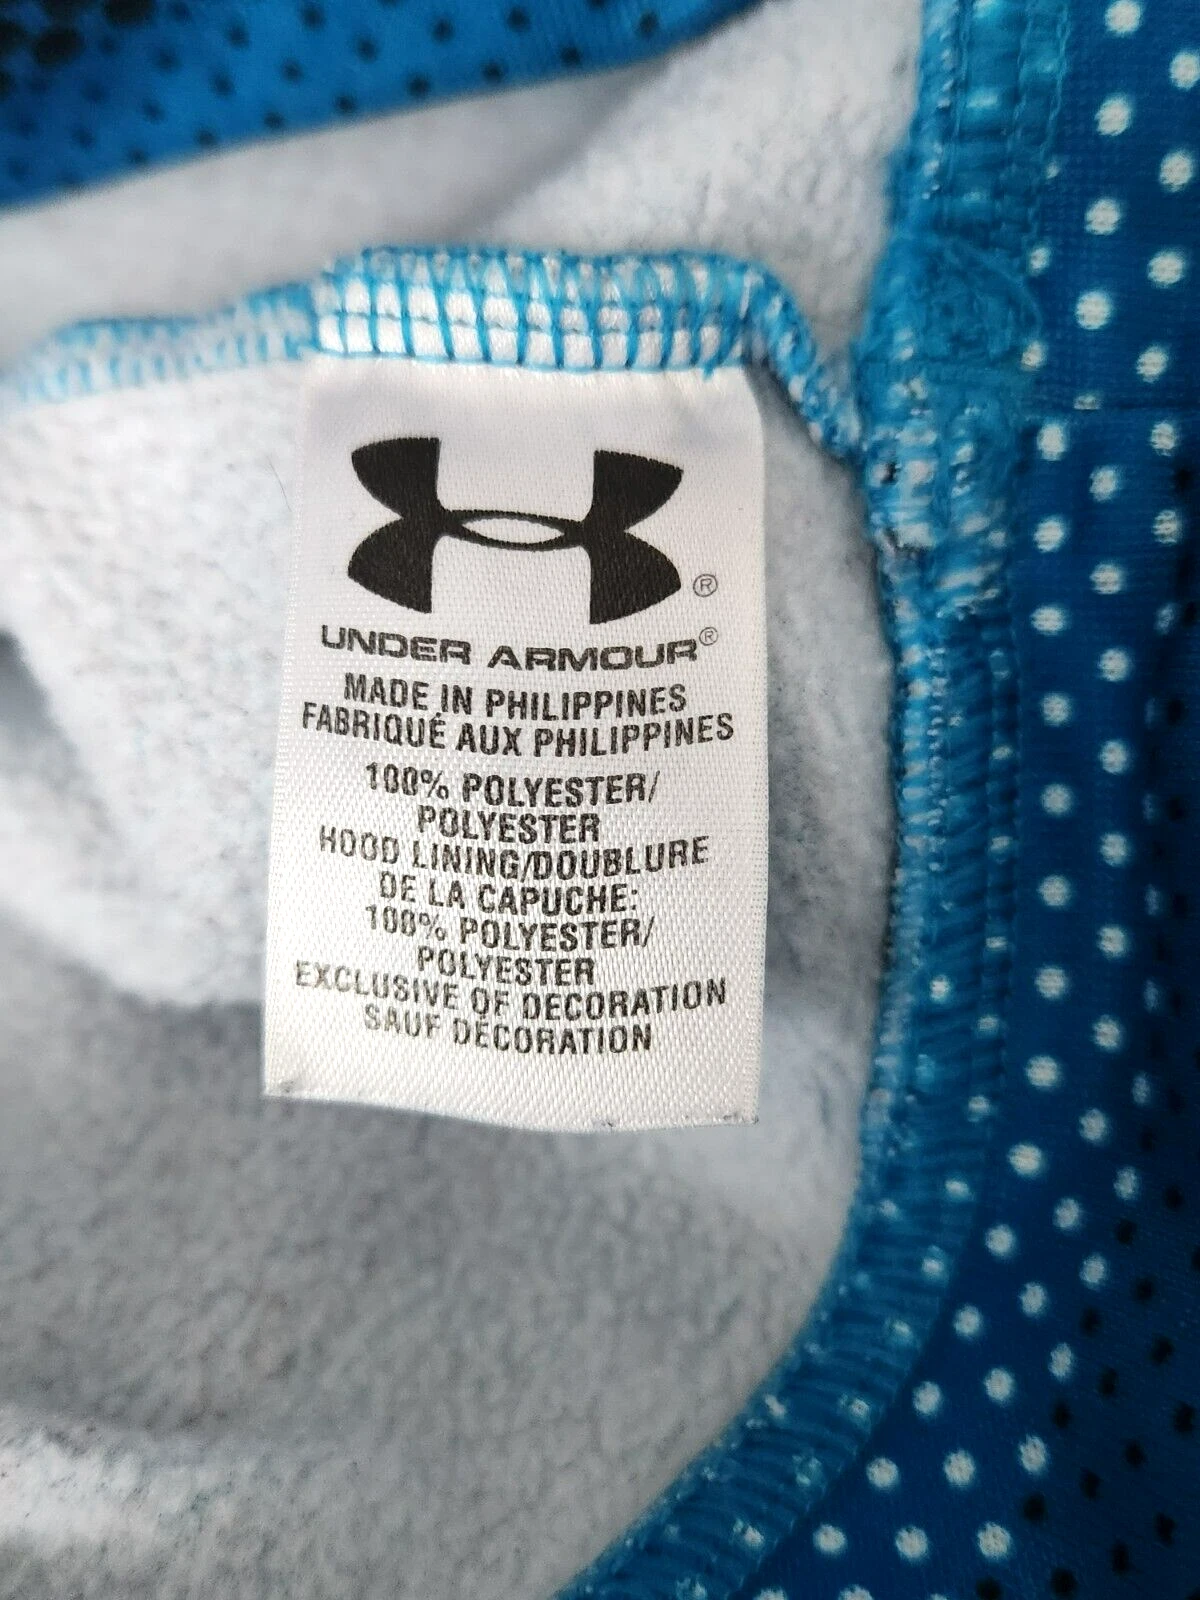 ®
UNDER ARMOUR®
MADE IN PHILIPPINES
FABRIQUÉ AUX PHILIPPINES
100% POLYESTER/
POLYESTER
HOOD LINING/DOUBLURE
DE LA CAPUCHE:
100% POLYESTER/
POLYESTER
EXCLUSIVE OF DECORATION
SAUF DÉCORATION